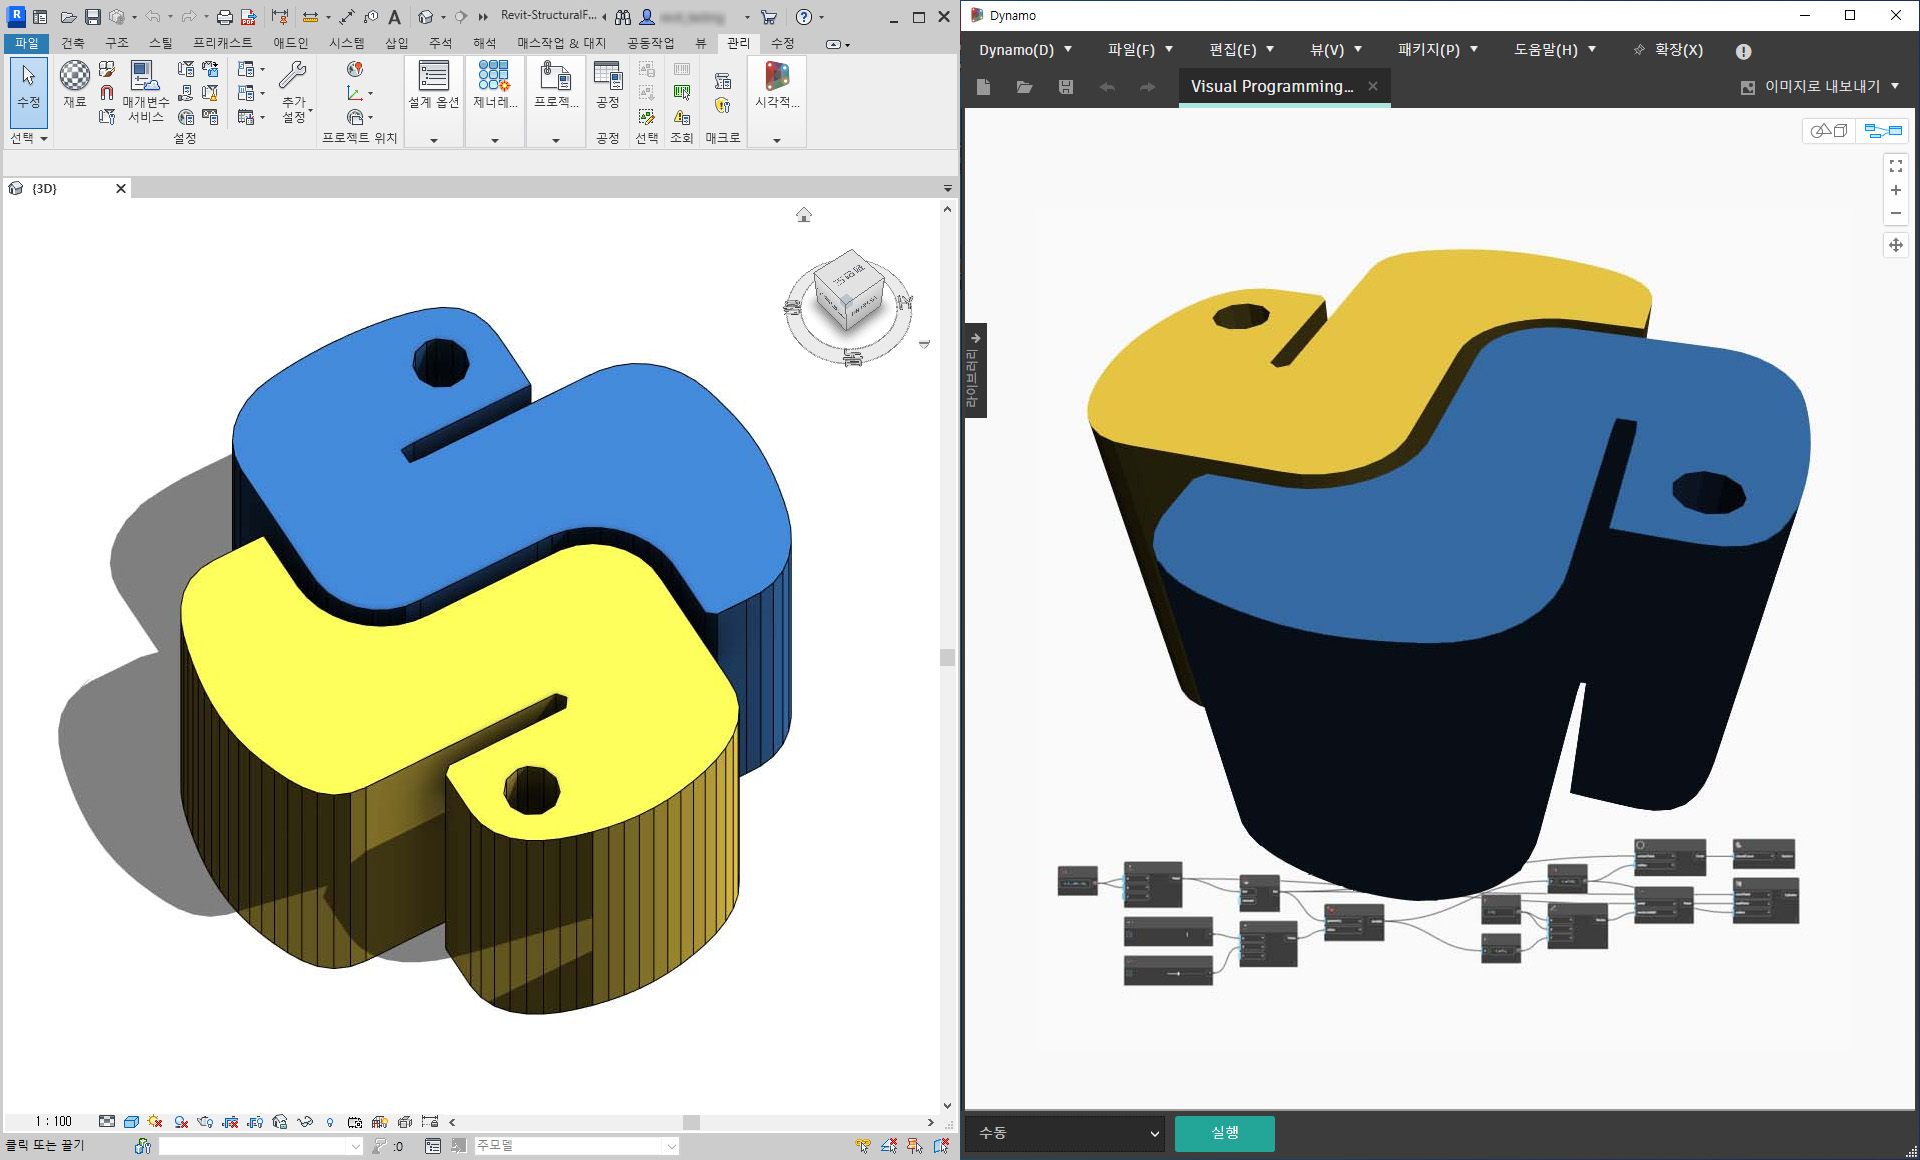 R
Revit-StructuralF...
파일
건축
구조
스틸
프리캐스트
애드인
시스템
삽입
주석
해석
매스작업 & 대지
공동작업
뷰
관리
수정
수정
재료
매개변수
서비스
추가
설정
설계 옵션
제너레...
프로젝...
공정
시각적...
선택
설정
프로젝트 위치
공정
선택
조회
매크로
{3D}
남
1 : 100
클릭 또는 끌기
:0
주모델
Dynamo
Dynamo(D)
파일(F)
편집(E)
뷰(V)
패키지(P)
도움말(H)
확장(X)
Visual Programming...
이미지로 내보내기
라이브러리
수동
실행